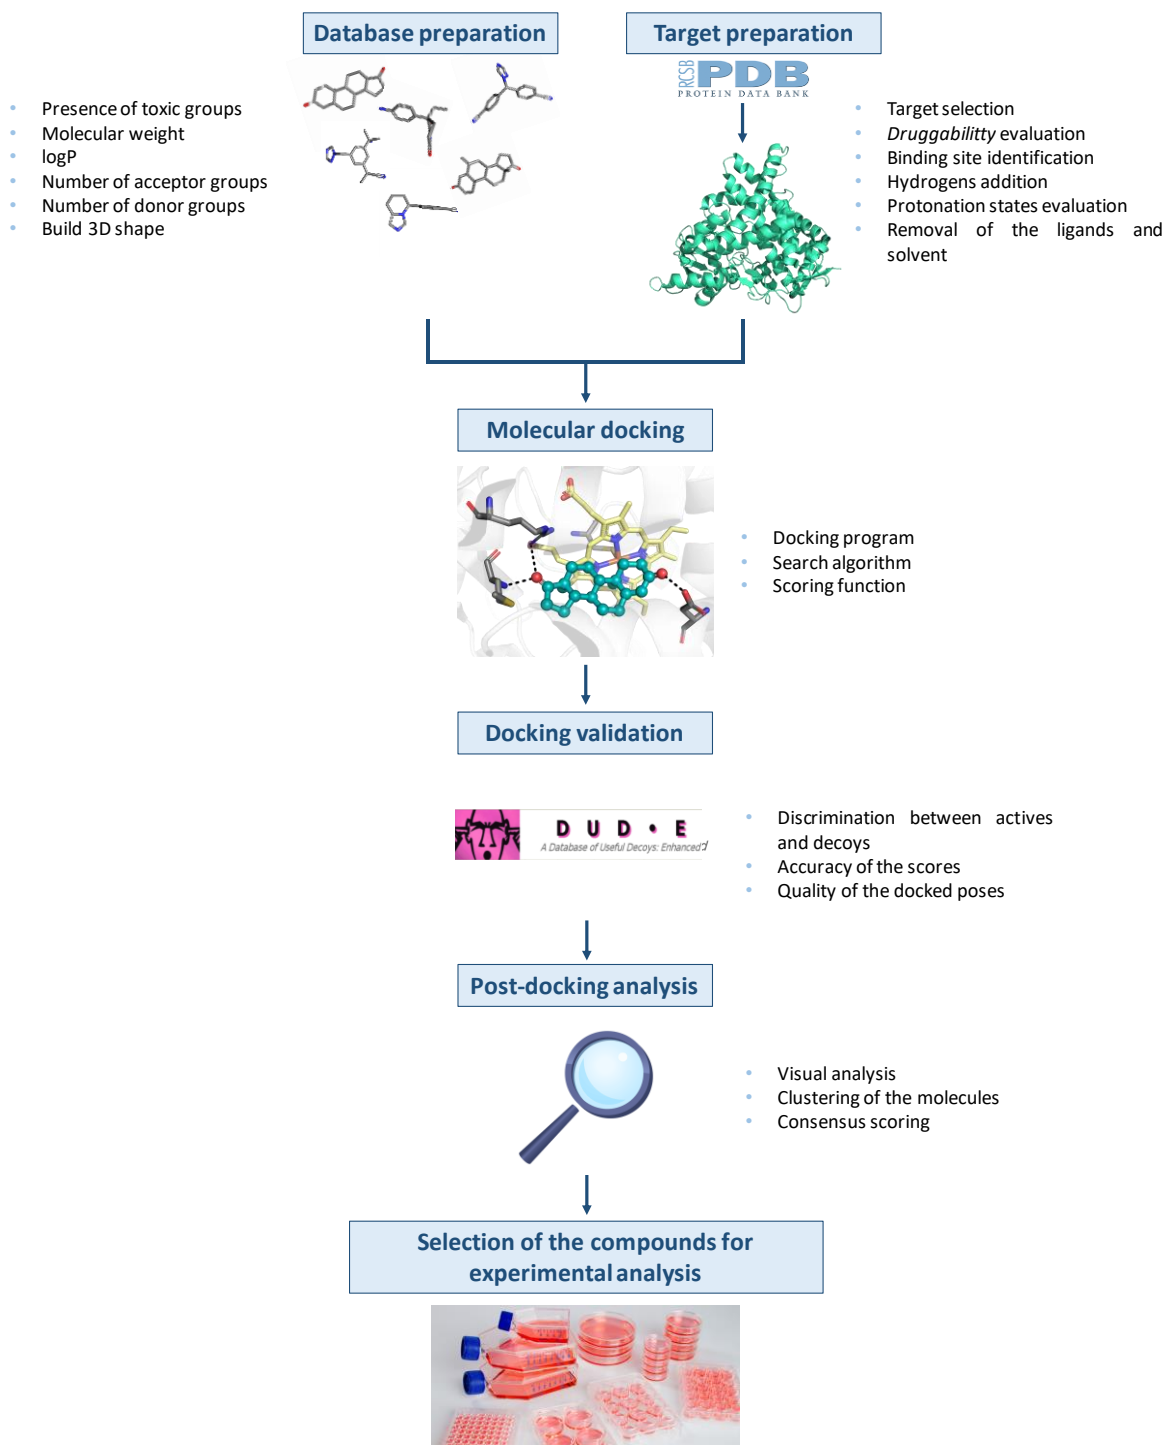 Database preparation
Target preparation
RCSB
PDB
PROTEIN DATA BANK
• Presence of toxic groups
• Molecular weight
• logP
• Number of acceptor groups
• Number of donor groups
• Build 3D shape
• Target selection
• Druggabilitty evaluation
• Binding site identification
• Hydrogens addition
• Protonation states evaluation
• Removal of the ligands and
solvent
Molecular docking
• Docking program
• Search algorithm
• Scoring function
Docking validation
D U D • E
A Database of Useful Decoys: Enhanced
• Discrimination between actives
and decoys
• Accuracy of the scores
• Quality of the docked poses
Post-docking analysis
• Visual analysis
• Clustering of the molecules
• Consensus scoring
Selection of the compounds for
experimental analysis